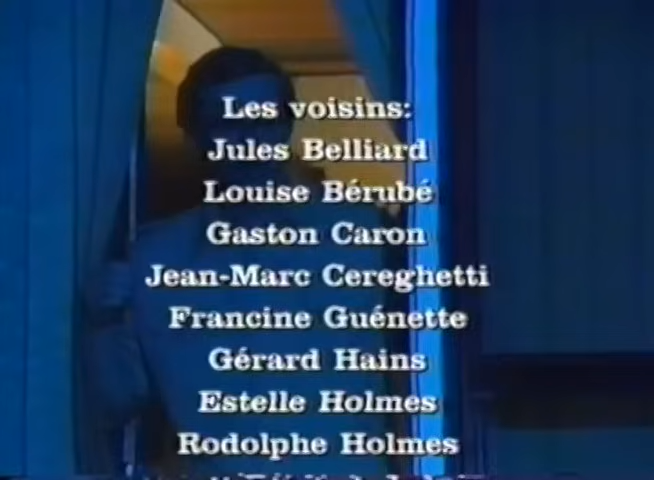 Les voisins:
Jules Belliard
Louise Bérubé
Gaston Caron
Jean-Marc Cereghetti
Francine Guénette
Gérard Hains
Estelle Holmes
Rodolphe Holmes